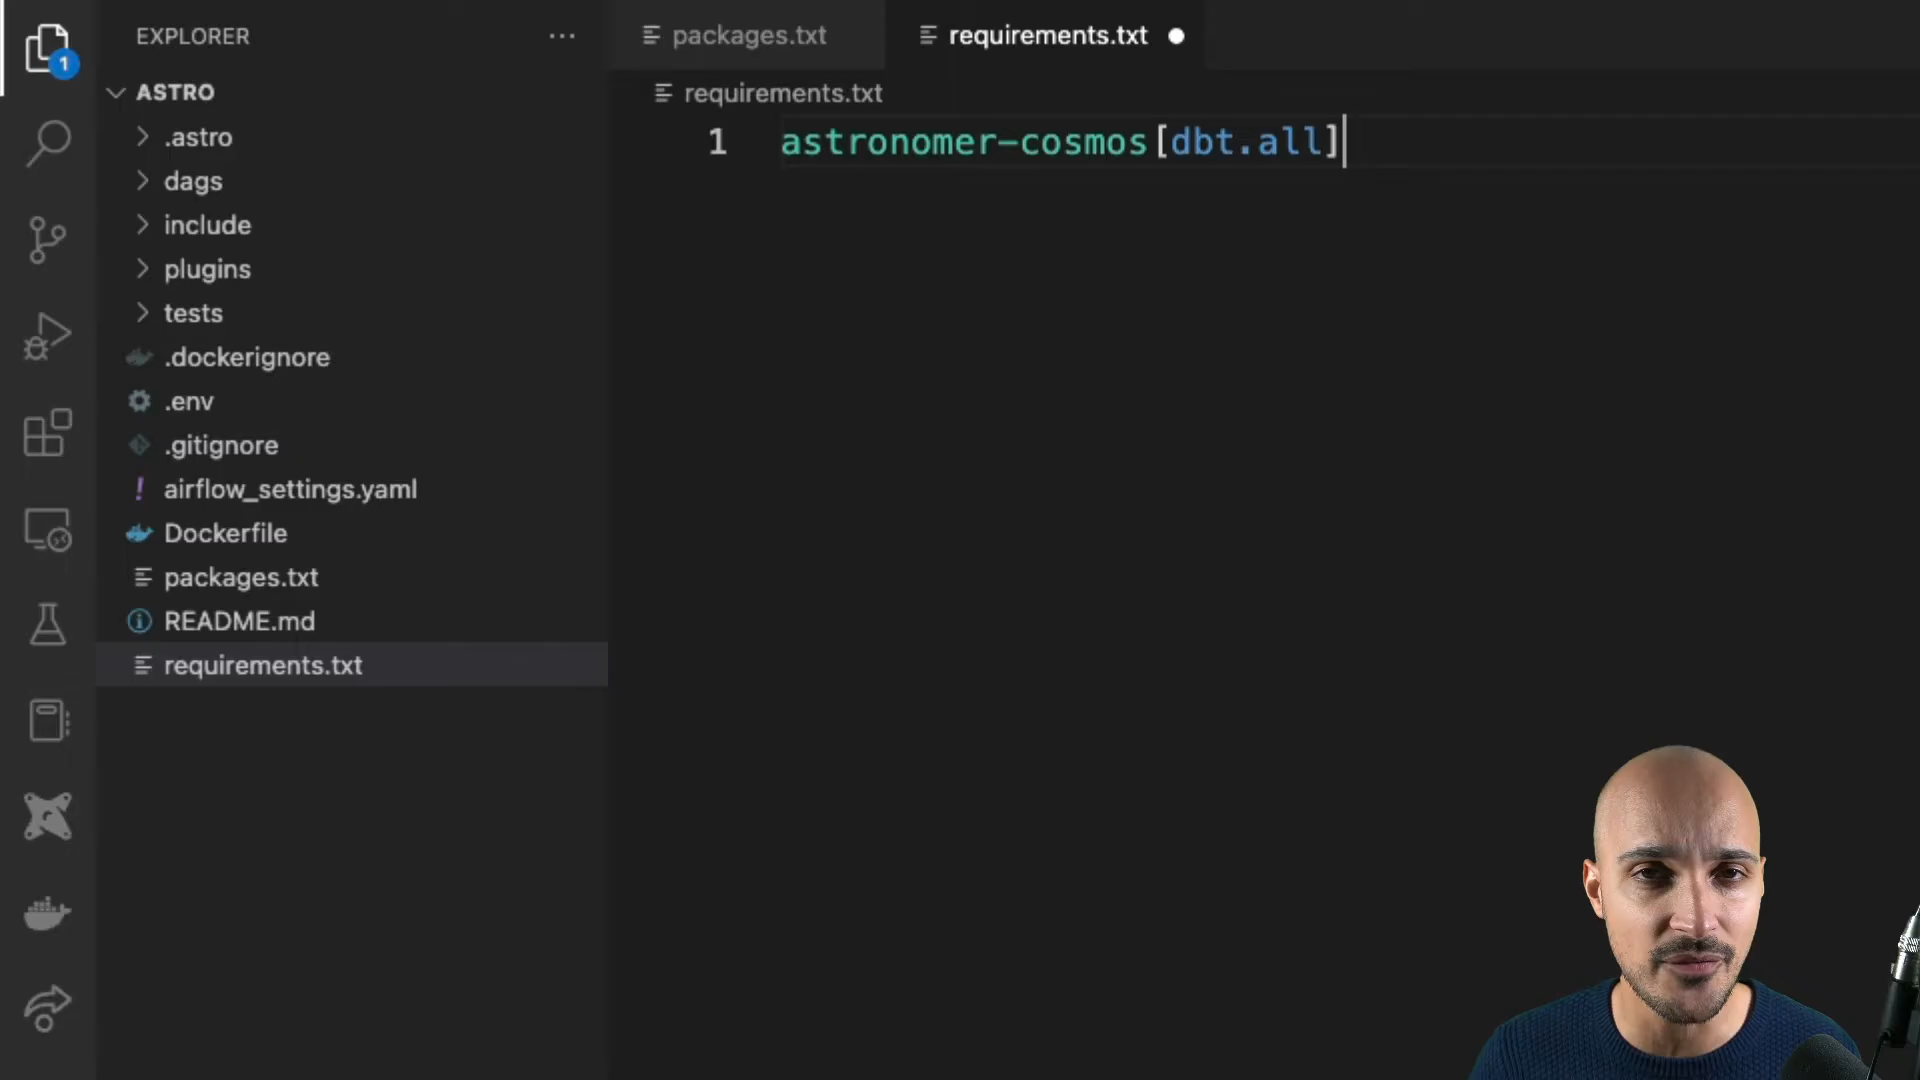 EXPLORER
ASTRO
.astro
dags
include
plugins
tests
.dockerignore
.env
.gitignore
airflow_settings.yaml
Dockerfile
packages.txt
README.md
requirements.txt
1
packages.txt
requirements.txt
requirements.txt
1 astronomer-cosmos[dbt.all]